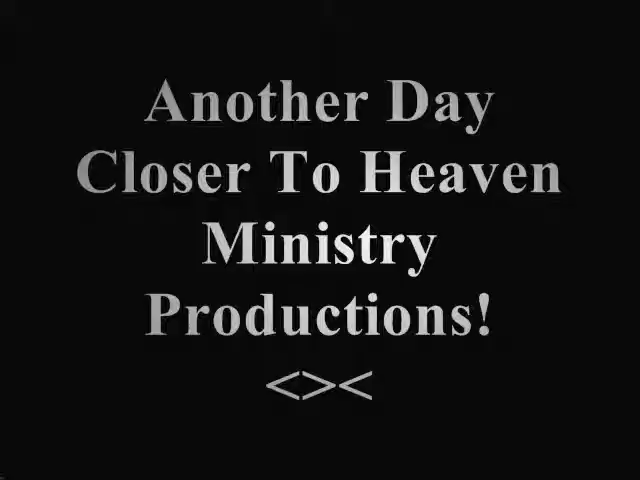 Another Day
Closer To Heaven
Ministry
Productions!
<><